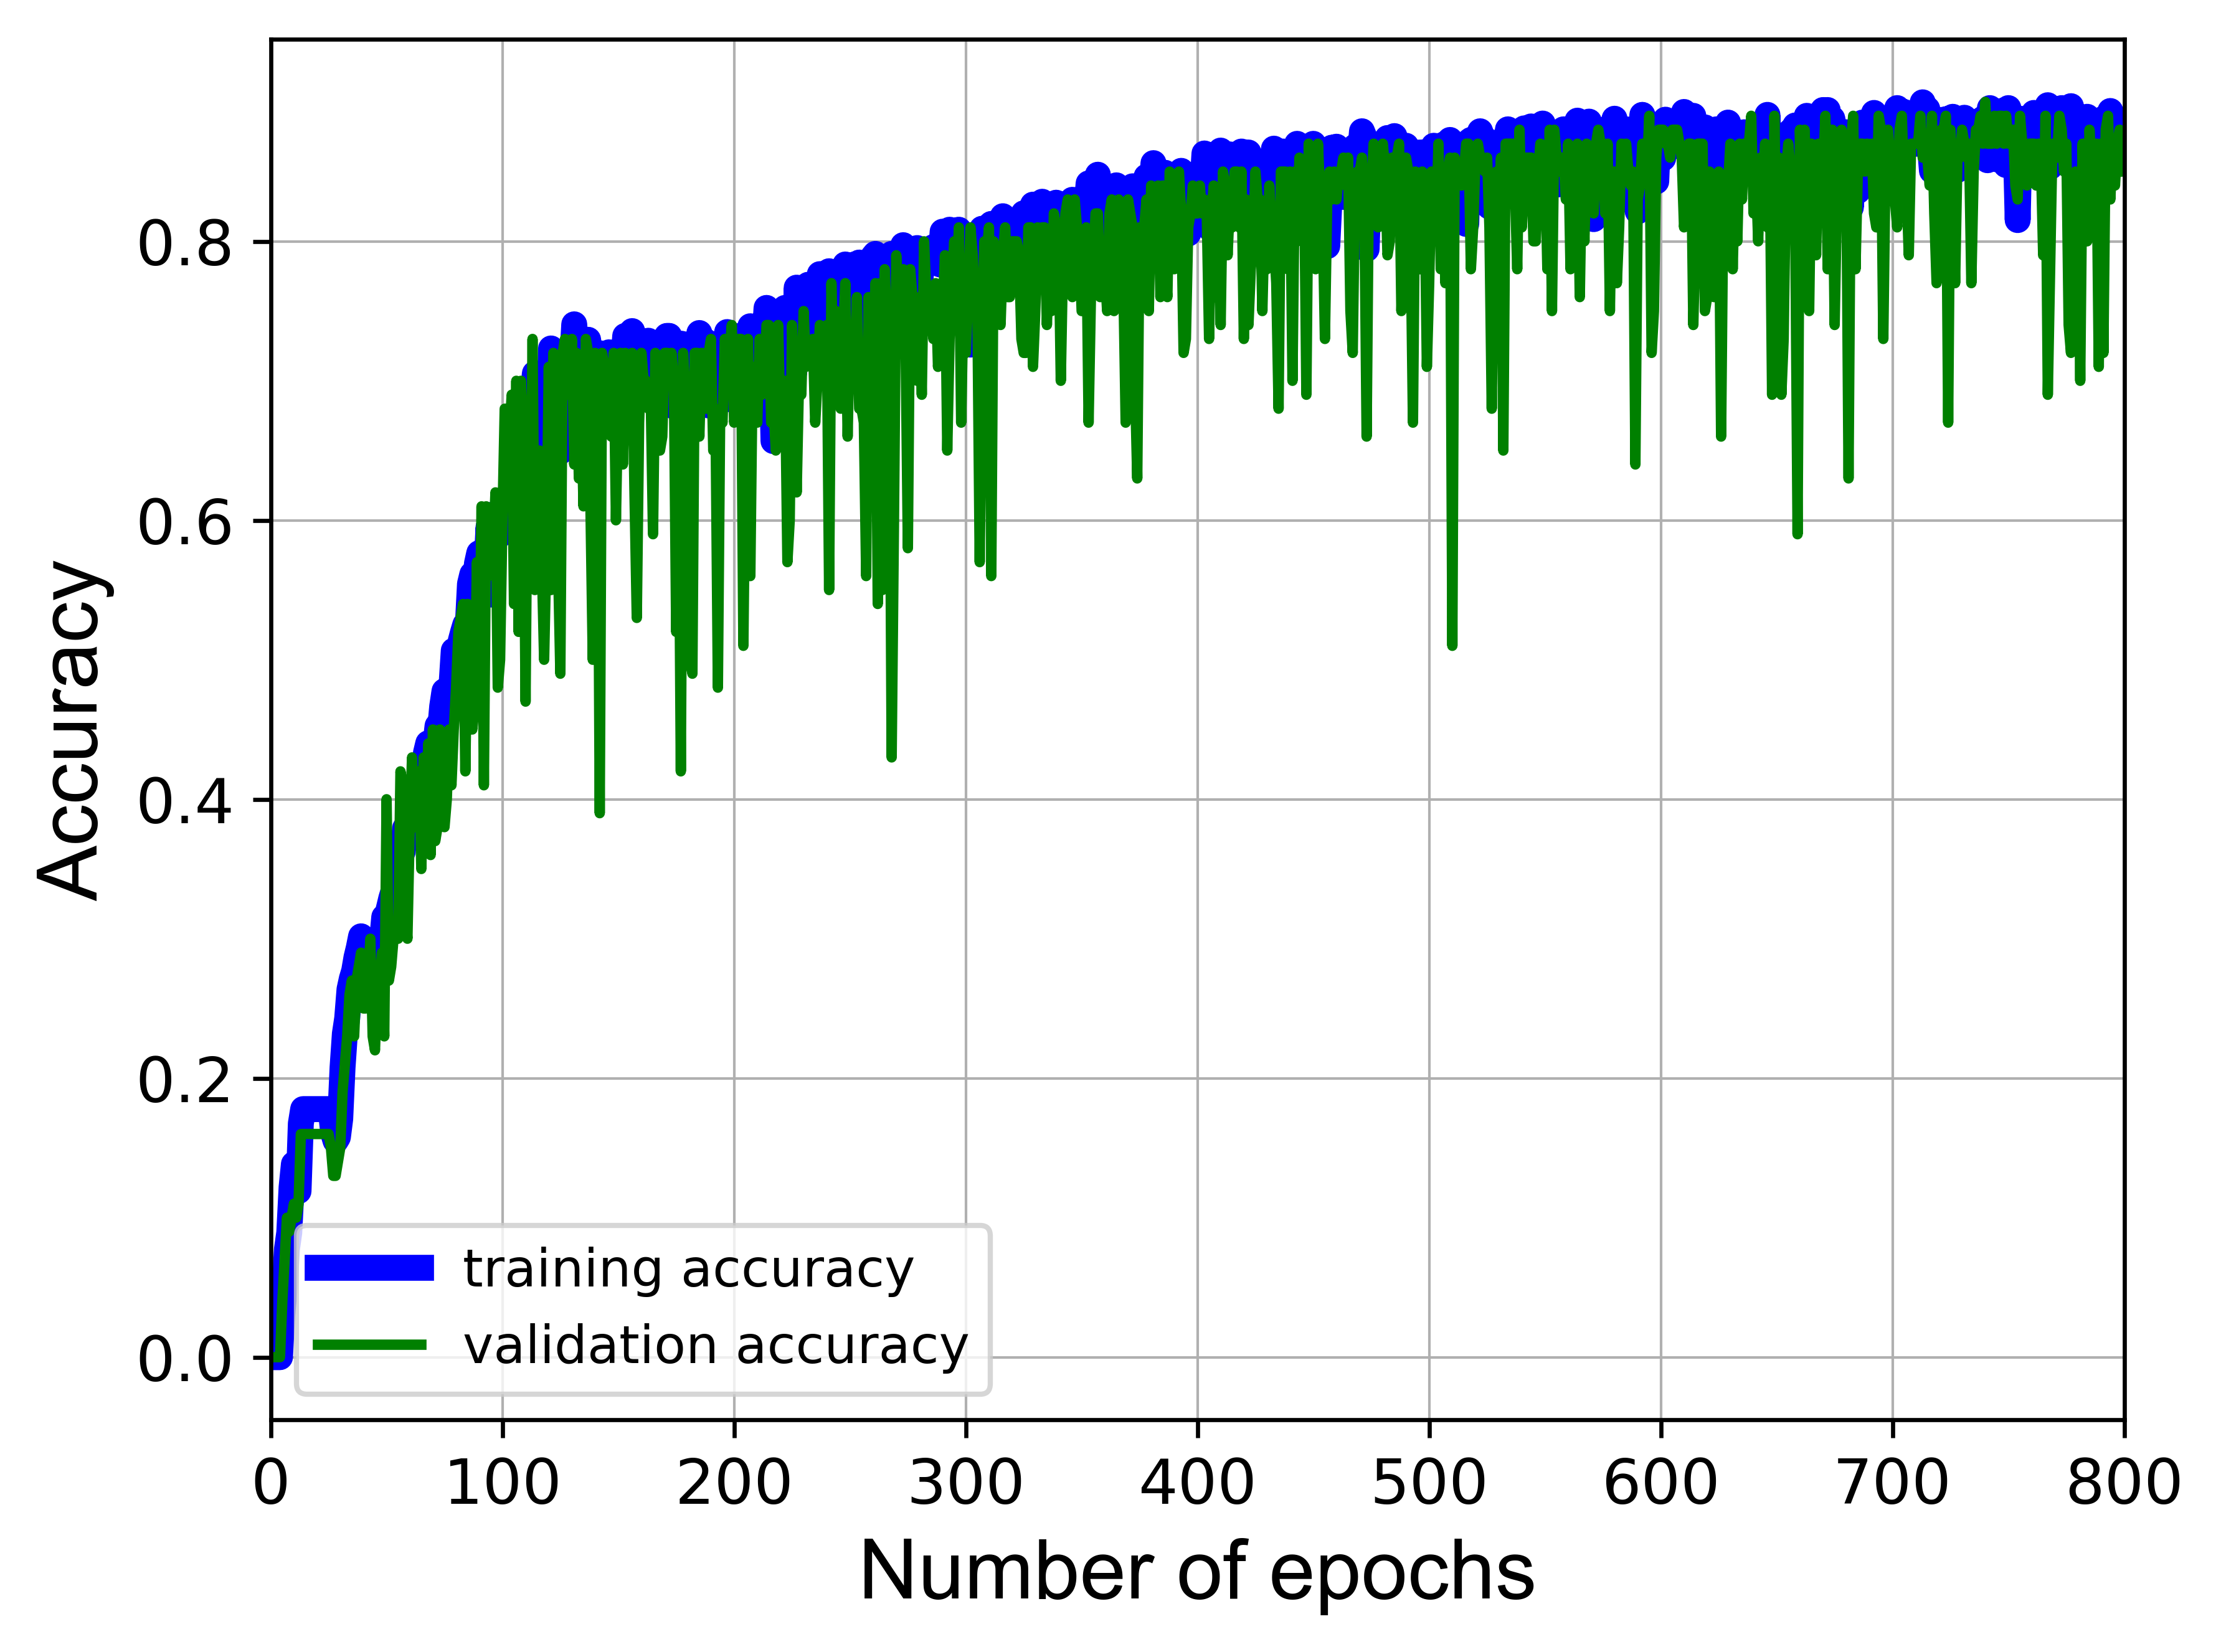 Accuracy
0.8
0.6
0.4
0.2
0.0
training accuracy
validation accuracy
0 100 200 300 400 500 600 700 800
Number of epochs